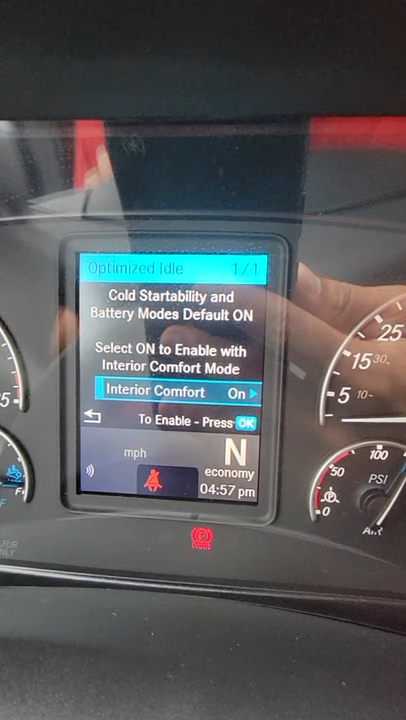 Optimized Idle 1/1
Cold Startability and
Battery Modes Default ON
Select ON to Enable with
Interior Comfort Mode
Interior Comfort On
To Enable - Press OK
mph
N
economy
04:57 pm
25
15 30
5 10
50 100
PSI
0
AIR
F
ONLY